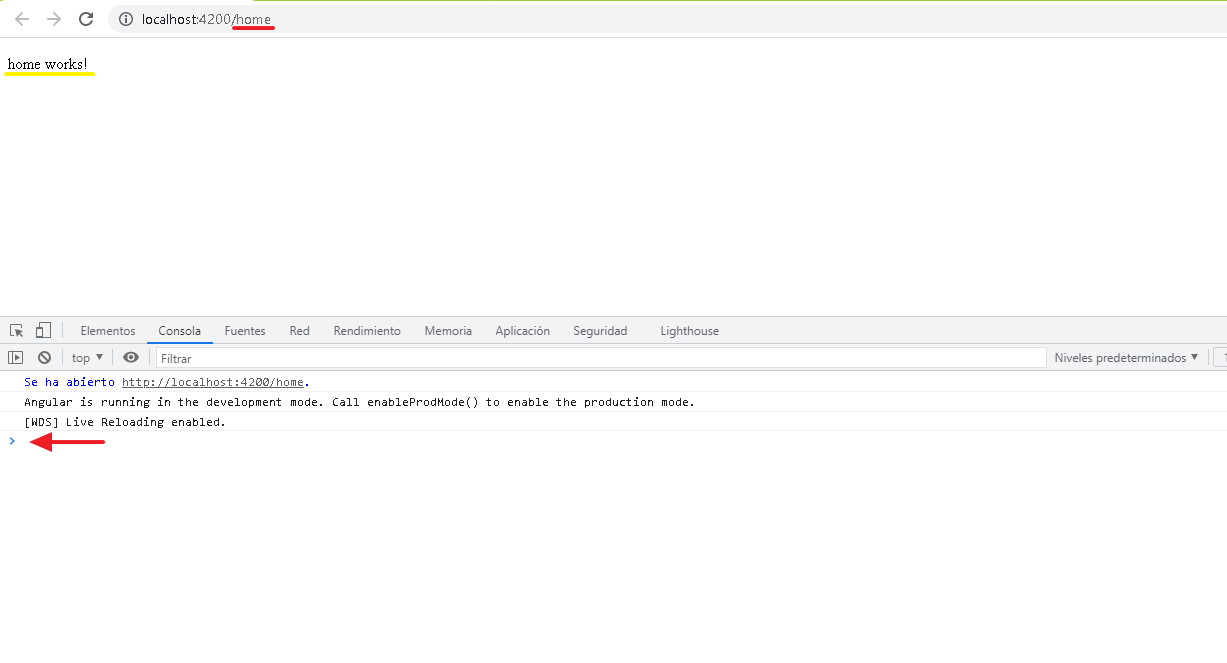 localhost:4200/home
home works!
Elementos Consola Fuentes Red Rendimiento Memoria Aplicación Seguridad Lighthouse
top Filtrar Niveles predeterminados
Se ha abierto http://localhost:4200/home.
Angular is running in the development mode. Call enableProdMode() to enable the production mode.
[WDS] Live Reloading enabled.